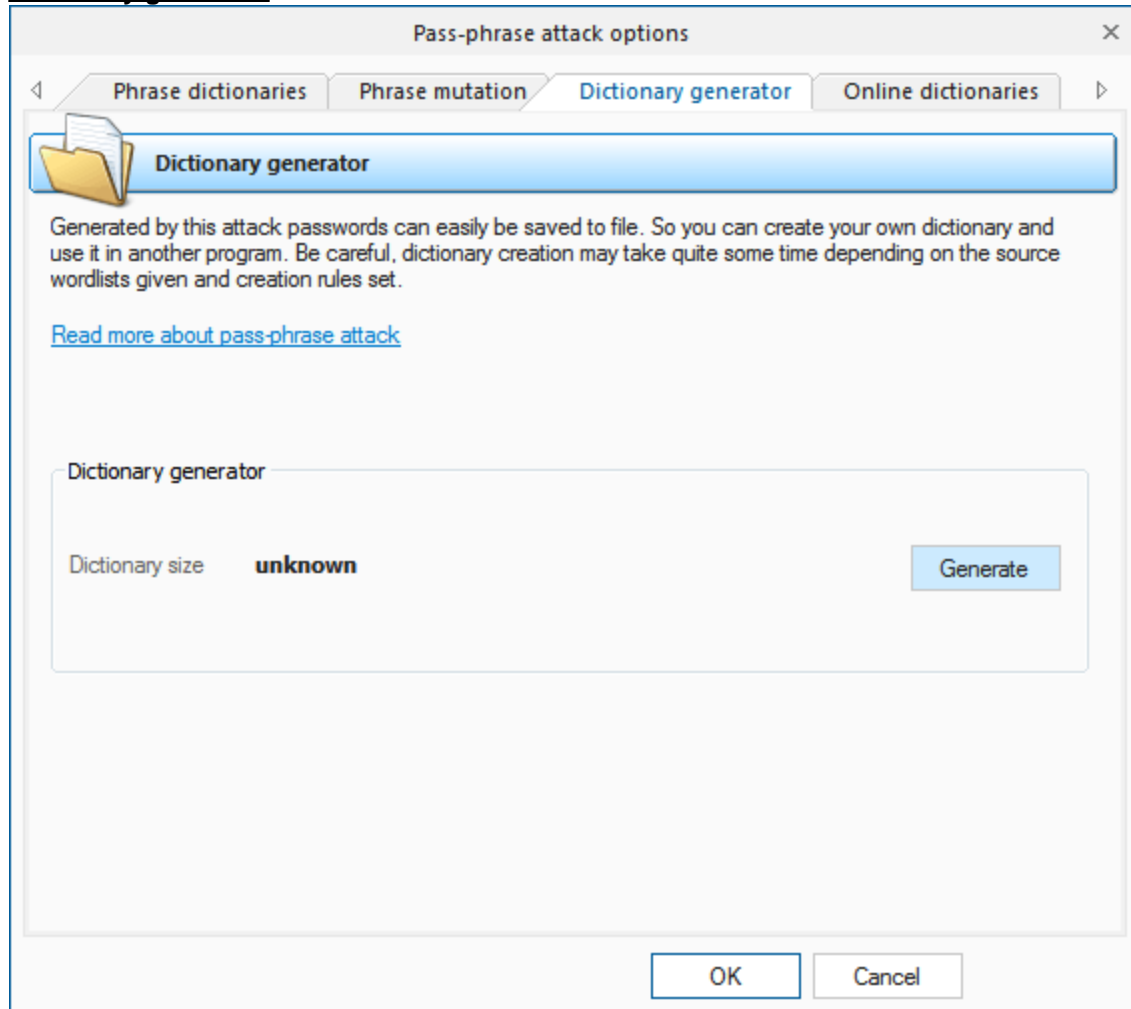 Pass-phrase attack options
Phrase dictionaries Phrase mutation Dictionary generator Online dictionaries
Dictionary generator
Generated by this attack passwords can easily be saved to file. So you can create your own dictionary and
use it in another program. Be careful, dictionary creation may take quite some time depending on the source
wordlists given and creation rules set.
Read more about pass-phrase attack
Dictionary generator
Dictionary size unknown
Generate
OK Cancel